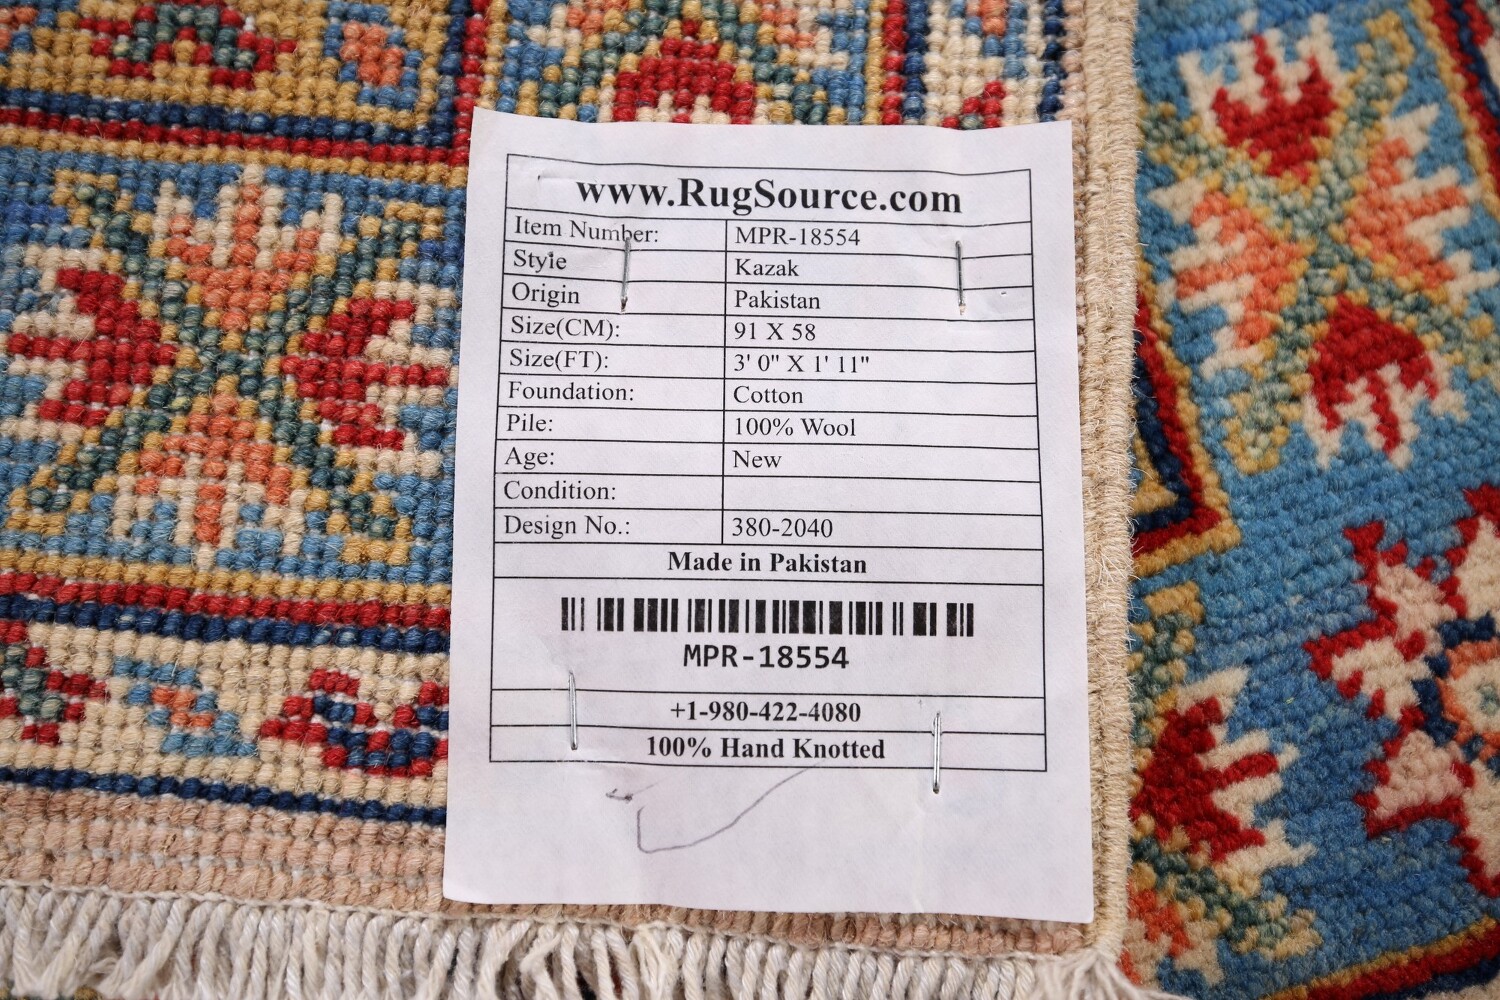 www.RugSource.com
Item Number: MPR-18554
Style Kazak
Origin Pakistan
Size(CM): 91 X 58
Size(FT): 3' 0" X 1' 11"
Foundation: Cotton
Pile: 100% Wool
Age: New
Condition:
Design No.: 380-2040
Made in Pakistan
MPR-18554
+1-980-422-4080
100% Hand Knotted